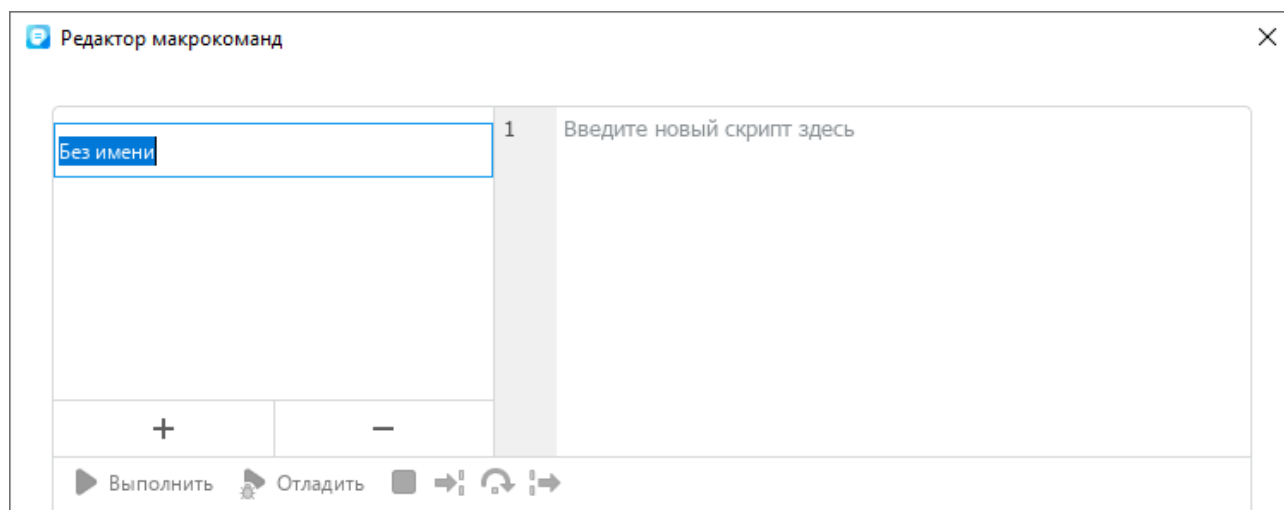 Редактор макрокоманд
Без имени
1 Введите новый скрипт здесь
Выполнить Отладить